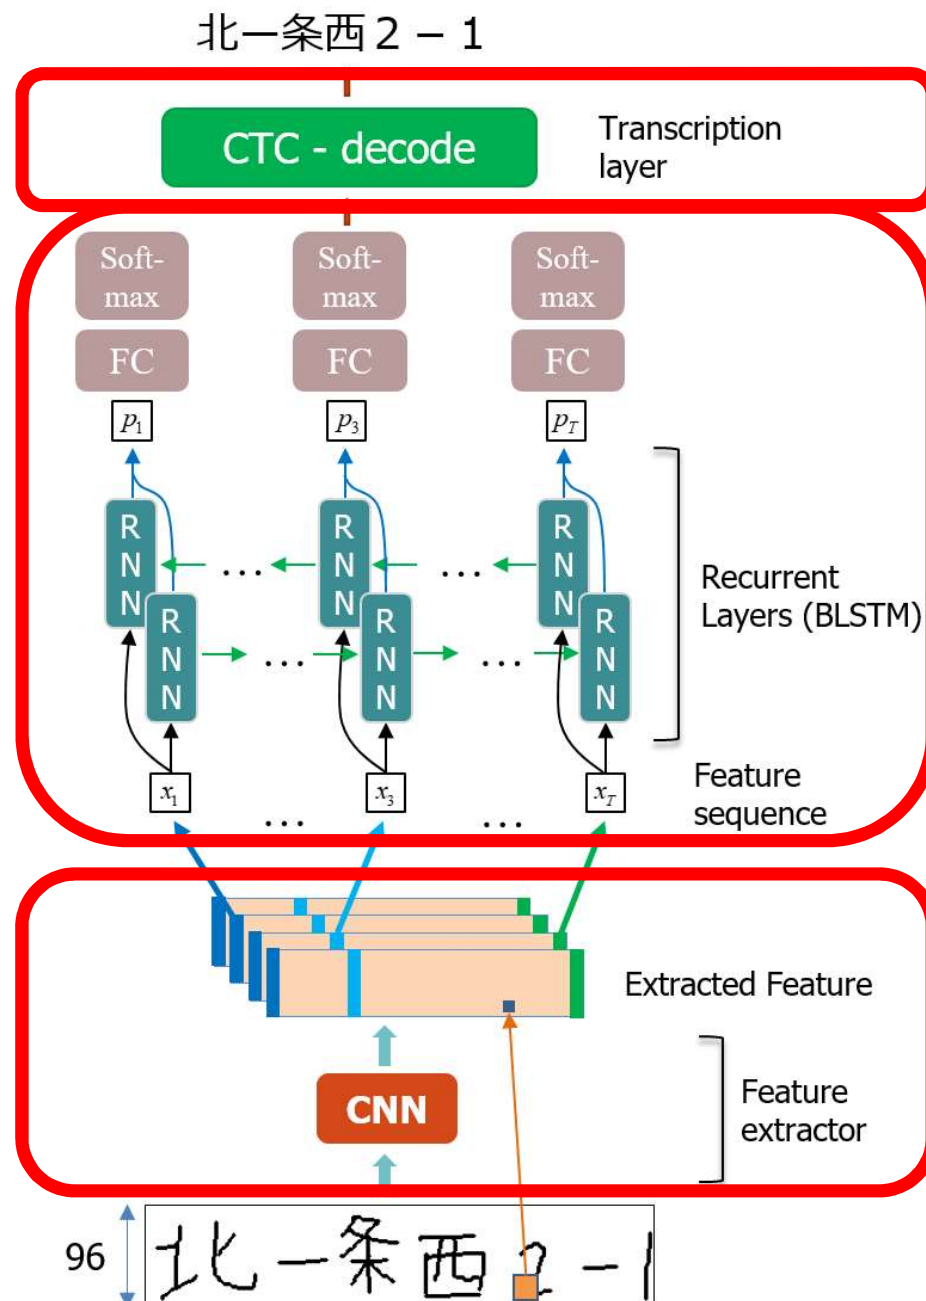 北一条西2-1
CTC - decode
Transcription
layer
Soft-
max
Soft-
max
Soft-
max
FC
FC
FC
p1
p3
pT
R
N
N
R
N
N
R
N
N
...
...
R
N
N
R
N
N
R
N
N
...
...
Recurrent
Layers (BLSTM)
x1
x3
xT
...
...
Feature
sequence
Extracted Feature
CNN
Feature
extractor
96
北一条西2-1